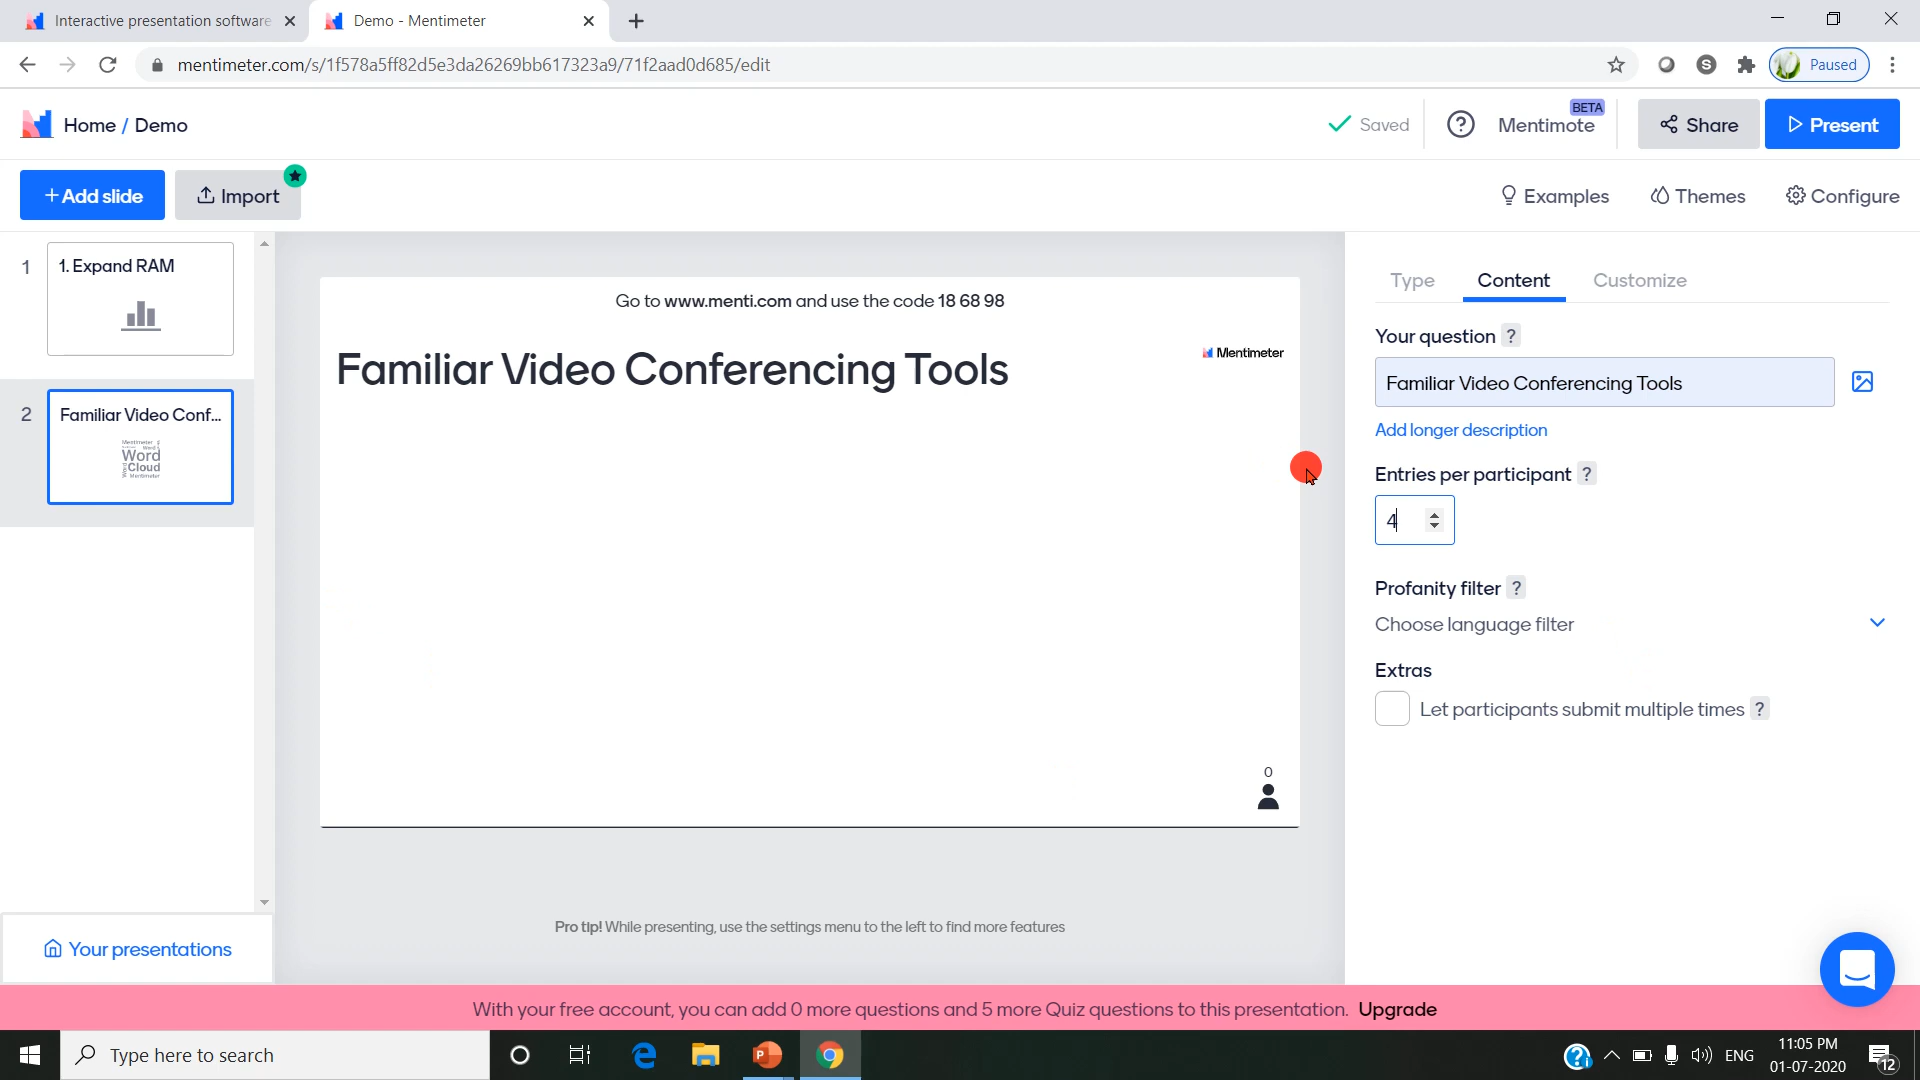 Interactive presentation software
Demo - Mentimeter
mentimeter.com/s/1f578a5ff82d5e3da26269bb617323a9/71f2aad0d685/edit
S
Paused
Home / Demo
Saved
?
Mentimote
BETA
Share
Present
+Add slide
Import
Examples
Themes
Configure
1
1. Expand RAM
2
Familiar Video Conf...
Mentimeter
Word
Cloud
Mentimeter
Go to www.menti.com and use the code 18 68 98
Familiar Video Conferencing Tools
Mentimeter
0
Pro tip! While presenting, use the settings menu to the left to find more features
Type
Content
Customize
Your question ?
Familiar Video Conferencing Tools
Add longer description
Entries per participant ?
4
Profanity filter ?
Choose language filter
Extras
Let participants submit multiple times ?
Your presentations
With your free account, you can add 0 more questions and 5 more Quiz questions to this presentation. Upgrade
Type here to search
ENG
11:05 PM
01-07-2020
12